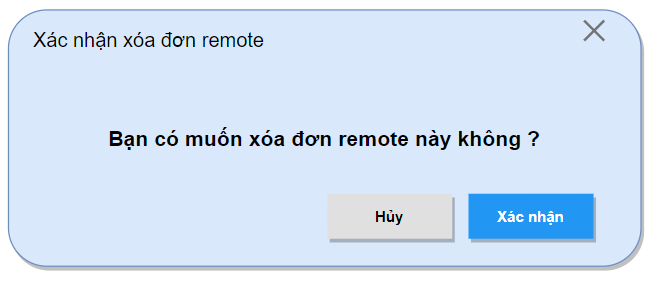 Xác nhận xóa đơn remote
Bạn có muốn xóa đơn remote này không ?
Hủy
Xác nhận